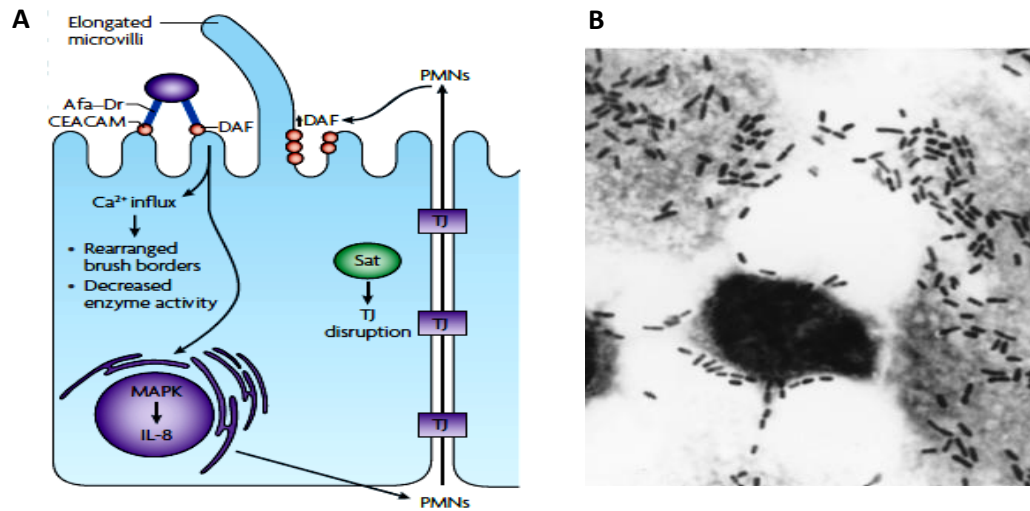 A
Elongated
microvilli
PMNs
Afa–Dr
CEACAM
DAF
DAF
Ca²⁺ influx
• Rearranged
brush borders
• Decreased
enzyme activity
TJ
Sat
TJ
disruption
TJ
MAPK
IL-8
TJ
PMNs
B